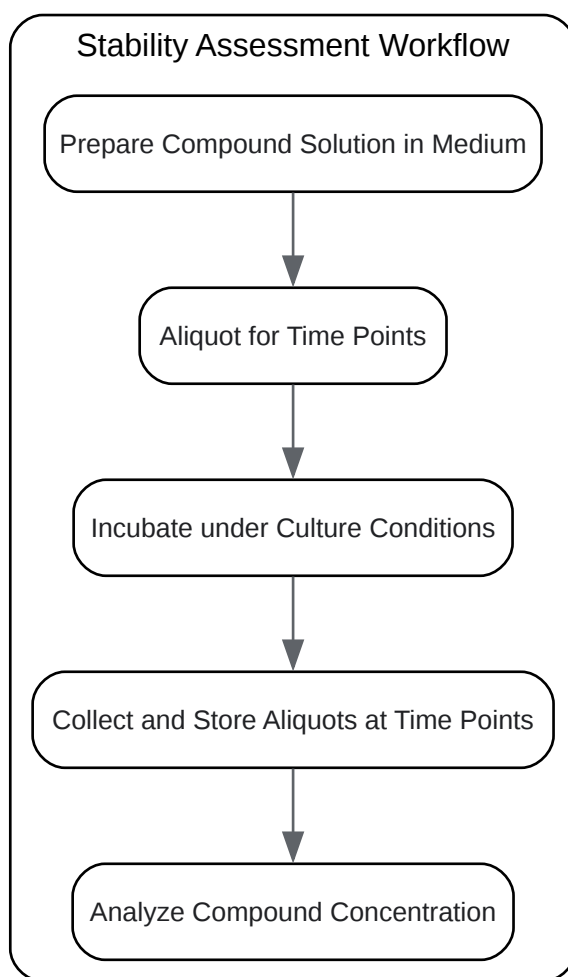 Stability Assessment Workflow
Prepare Compound Solution in Medium
Aliquot for Time Points
Incubate under Culture Conditions
Collect and Store Aliquots at Time Points
Analyze Compound Concentration